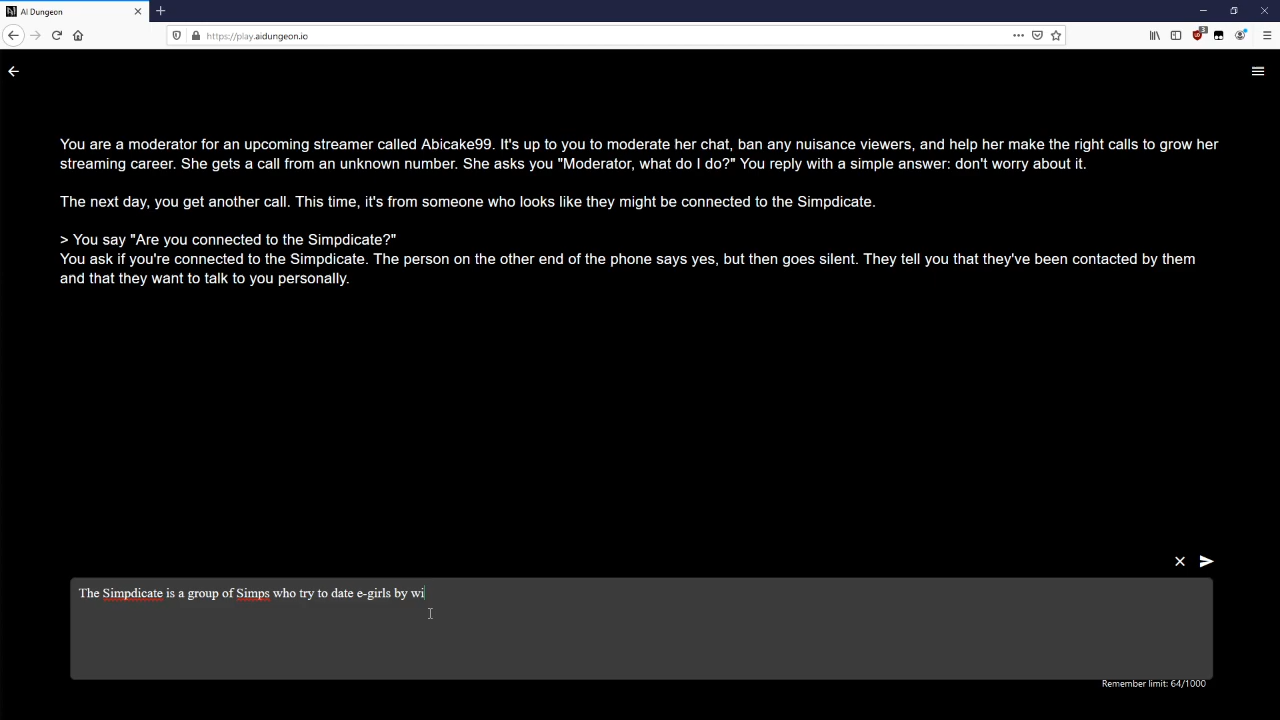 AI Dungeon
https://play.aidungeon.io
You are a moderator for an upcoming streamer called Abicake99. It's up to you to moderate her chat, ban any nuisance viewers, and help her make the right calls to grow her
streaming career. She gets a call from an unknown number. She asks you "Moderator, what do I do?" You reply with a simple answer: don't worry about it.
The next day, you get another call. This time, it's from someone who looks like they might be connected to the Simpdicate.
> You say "Are you connected to the Simpdicate?"
You ask if you're connected to the Simpdicate. The person on the other end of the phone says yes, but then goes silent. They tell you that they've been contacted by them
and that they want to talk to you personally.
The Simpdicate is a group of Simps who try to date e-girls by wi
Remember limit: 64/1000